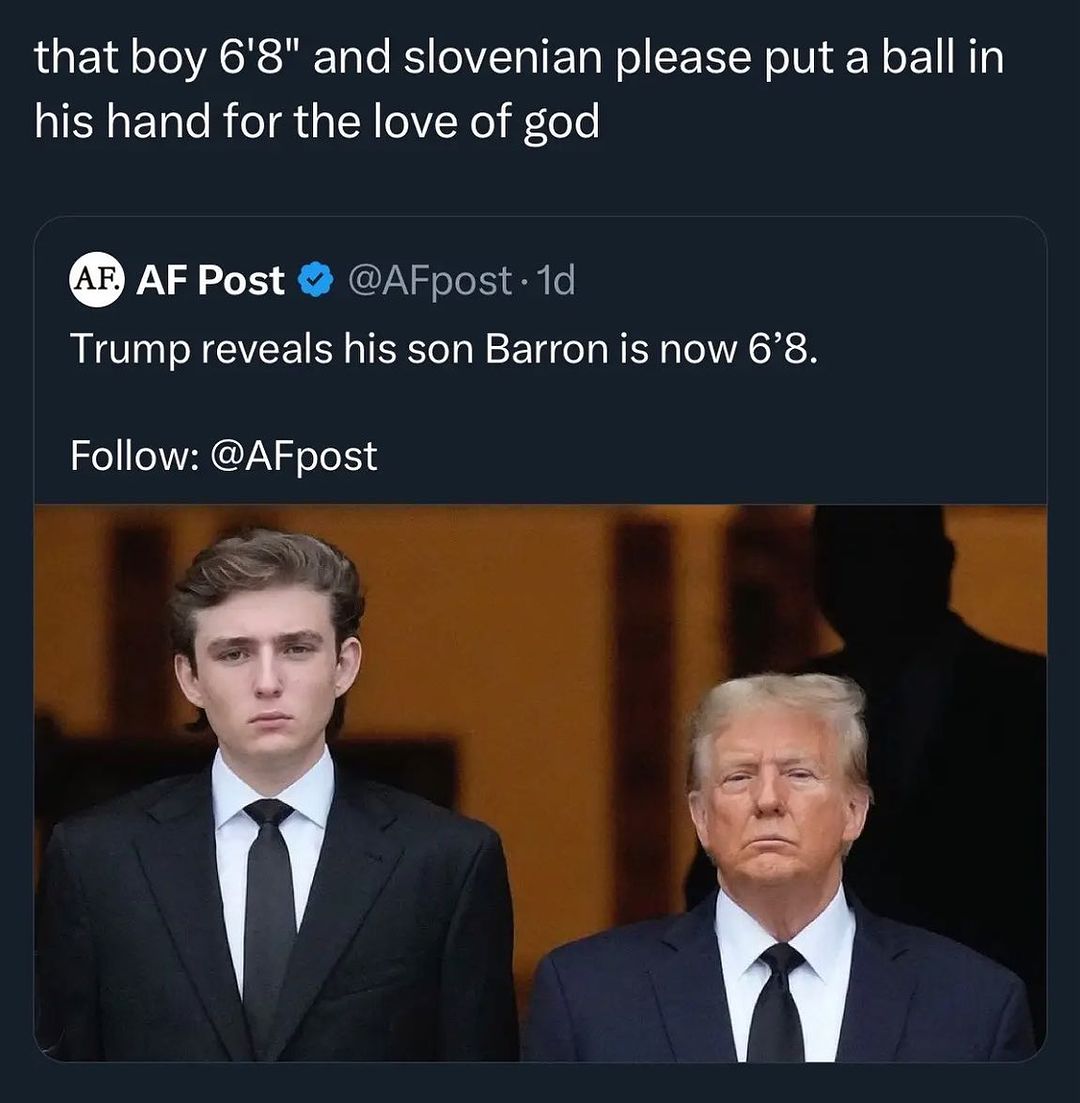 that boy 6'8" and slovenian please put a ball in
his hand for the love of god
AF. AF Post @AFpost · 1d
Trump reveals his son Barron is now 6’8.
Follow: @AFpost